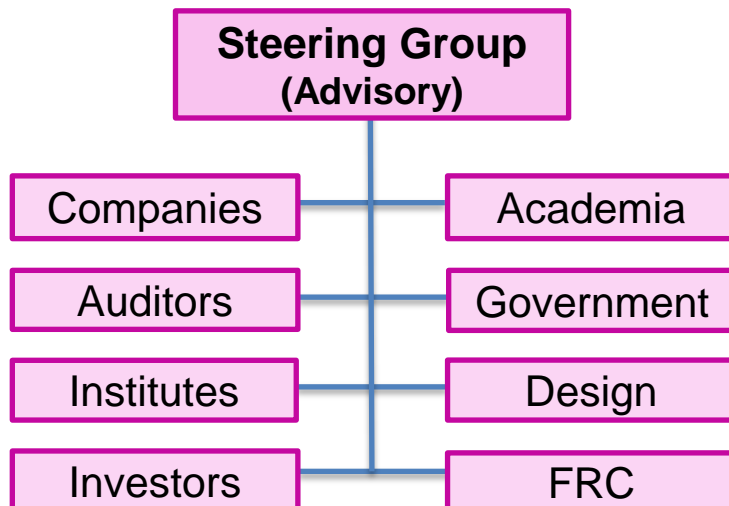 Steering Group
(Advisory)
Companies
Academia
Auditors
Government
Institutes
Design
Investors
FRC